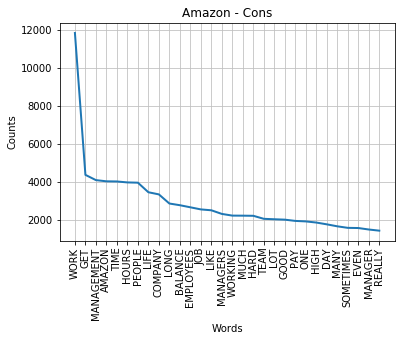 Amazon - Cons
12000
10000
8000
6000
4000
2000
Counts
WORK
GET
MANAGEMENT
AMAZON
TIME
HOURS
PEOPLE
LIFE
COMPANY
LONG
BALANCE
EMPLOYEES
JOB
LIKE
MANAGERS
WORKING
MUCH
HARD
TEAM
LOT
GOOD
PAY
ONE
HIGH
DAY
MANY
SOMETIMES
EVEN
MANAGER
REALLY
Words